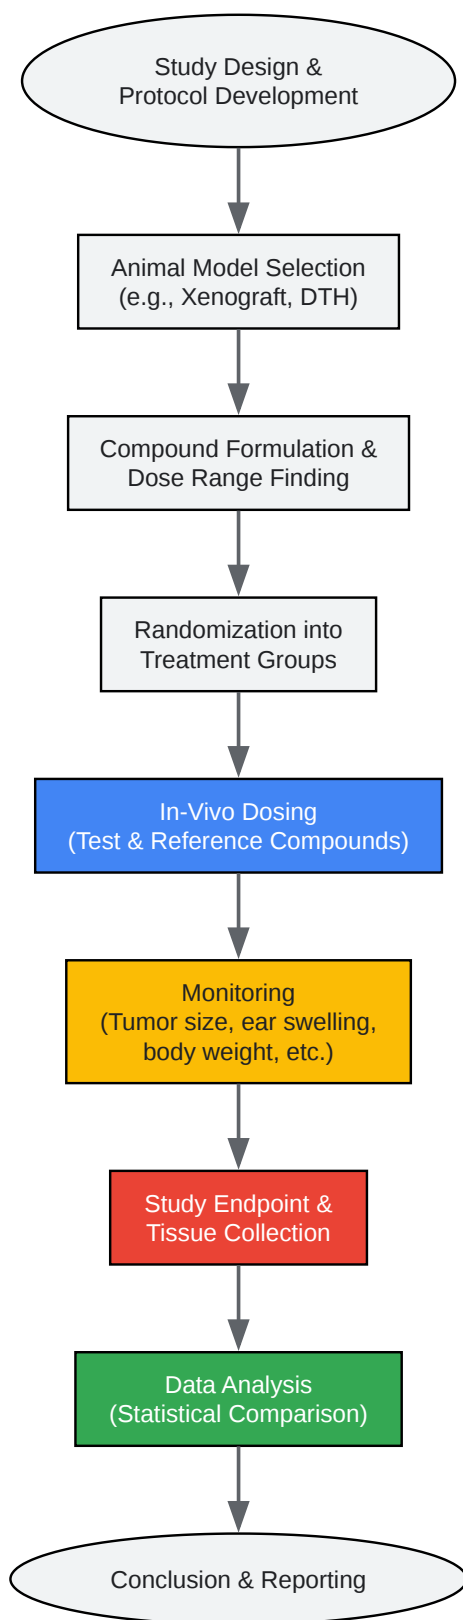 Study Design &
Protocol Development
Animal Model Selection
(e.g., Xenograft, DTH)
Compound Formulation &
Dose Range Finding
Randomization into
Treatment Groups
In-Vivo Dosing
(Test & Reference Compounds)
Monitoring
(Tumor size, ear swelling,
body weight, etc.)
Study Endpoint &
Tissue Collection
Data Analysis
(Statistical Comparison)
Conclusion & Reporting